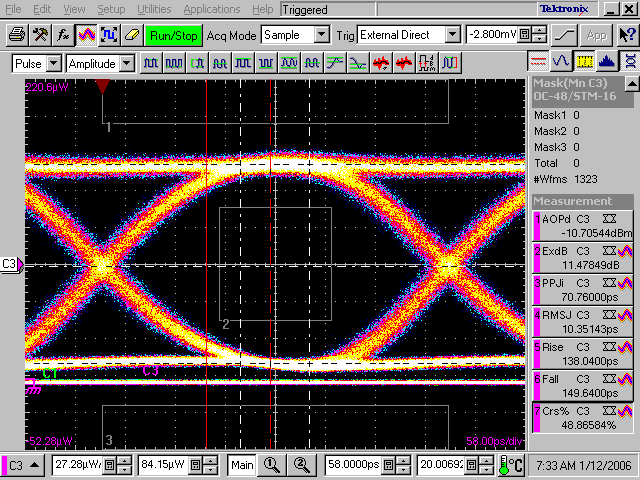 File Edit View Setup Utilities Applications Help Triggered Tektronix
Run/Stop Acq Mode Sample Trig External Direct -2.800mV App
Pulse Amplitude
220.6µW
1
2
3
C3
C1
C3
-52.28µW
58.00ps/div
Mask(Mn C3)
OC-48/STM-16
Mask1 0
Mask2 0
Mask3 0
Total 0
#Wfms 1323
Measurement
1 AOPd C3
-10.70544dBm
2 ExdB C3
11.47849dB
3 PPJi C3
70.76000ps
4 RMSJ C3
10.35143ps
5 Rise C3
138.0400ps
6 Fall C3
149.6400ps
7 Crs% C3
48.86584%
C3 27.28µW/ 84.15µW Main 1 2 58.0000ps 20.00692 °C 7:33 AM 1/12/2006